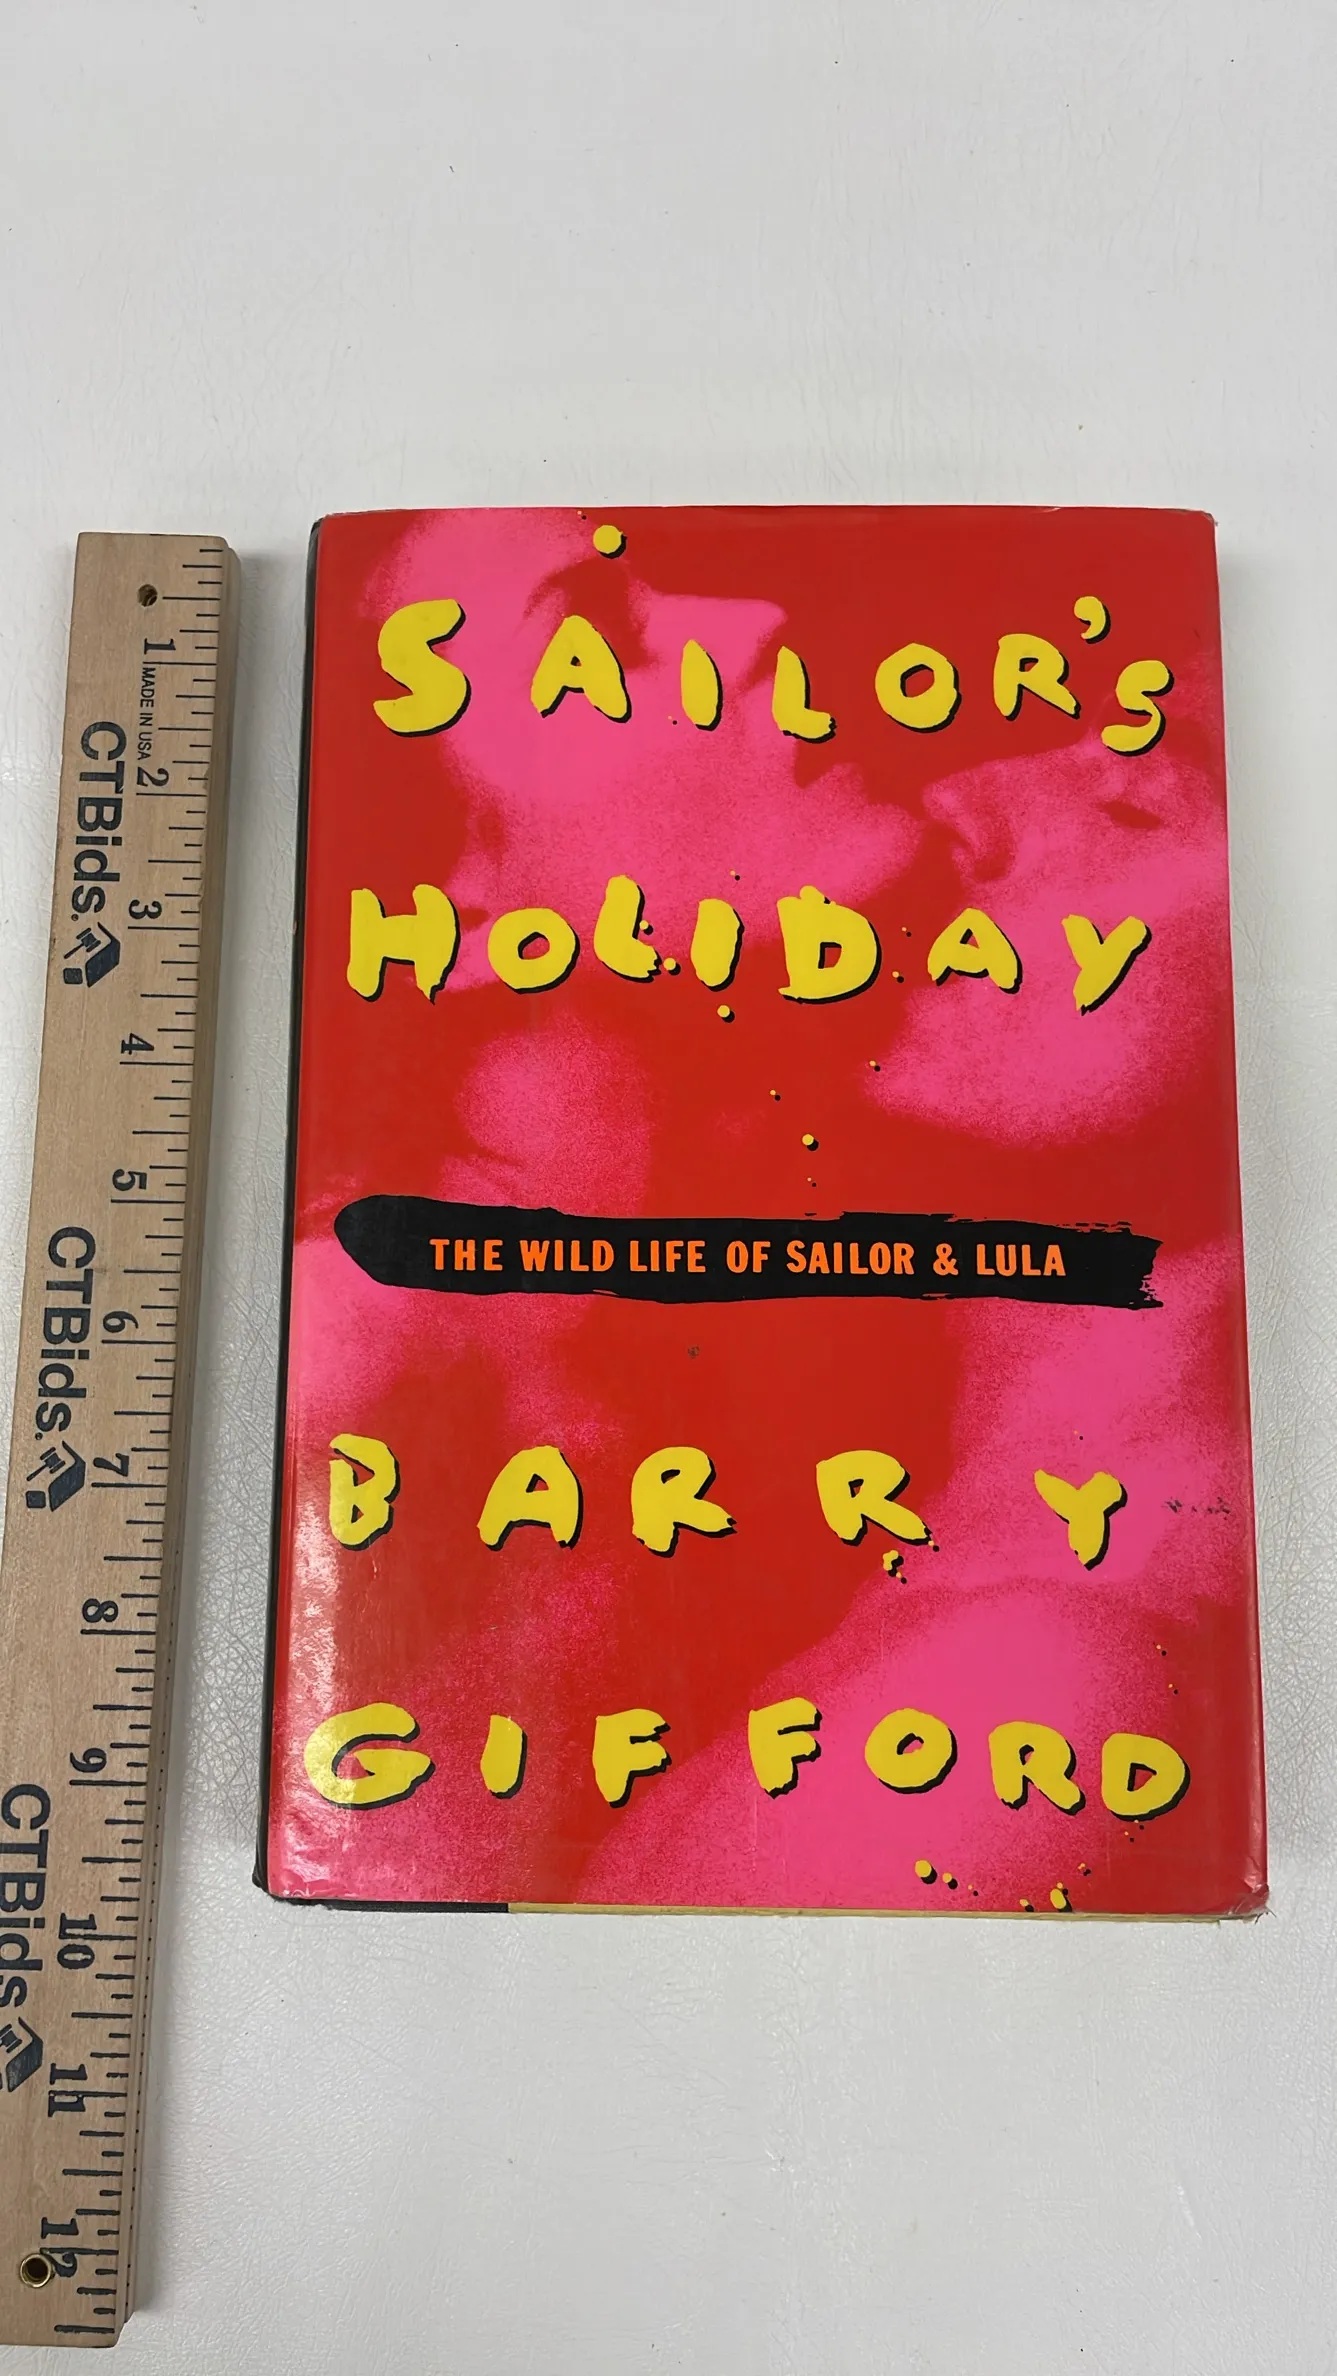 SAILOR'S
HOLIDAY
THE WILD LIFE OF SAILOR & LULA
BARRY
GIFFORD
1
MADE IN USA
2
CTBids.
3
4
5
CTBids.
6
7
8
9
CTBids
10
11
12